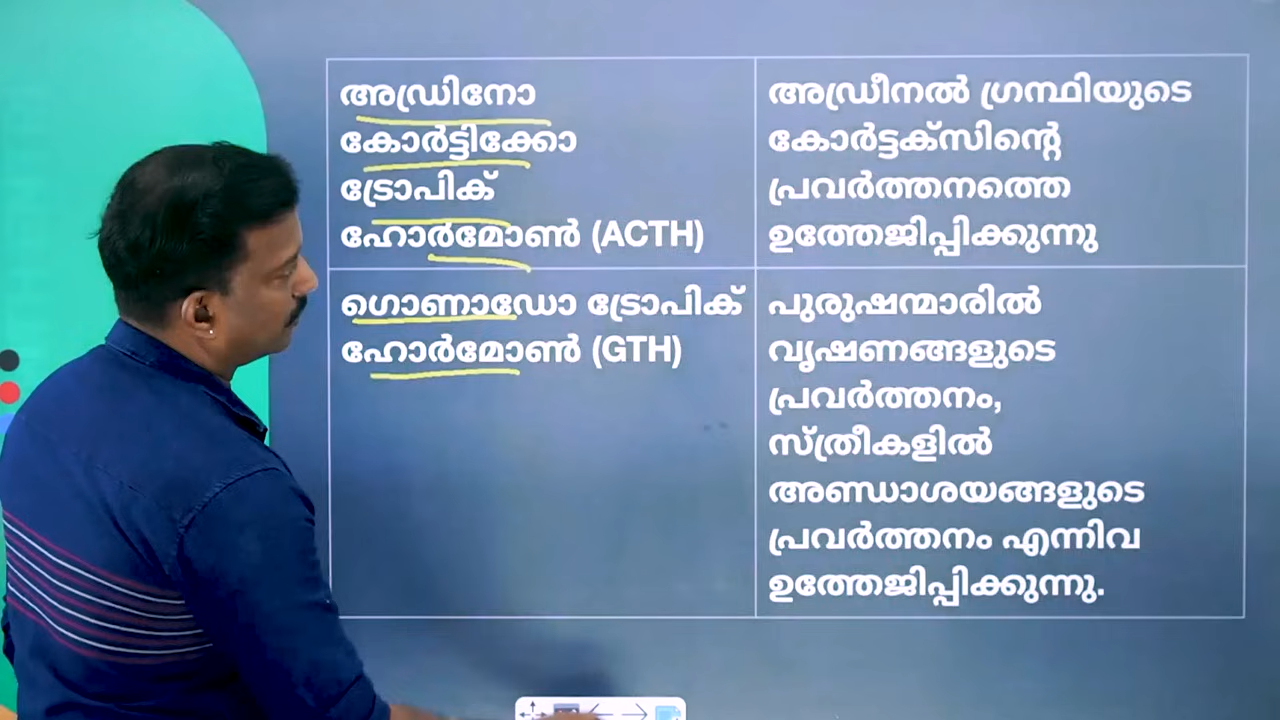 അഡ്രിനോ
കോർട്ടിക്കോ
ട്രോപിക്
ഹോർമോൺ (ACTH)
അഡ്രീനൽ ഗ്രന്ഥിയുടെ
കോർട്ടക്സിന്റെ
പ്രവർത്തനത്തെ
ഉത്തേജിപ്പിക്കുന്നു
ഗൊണാഡോ ട്രോപിക്
ഹോർമോൺ (GTH)
പുരുഷന്മാരിൽ
വൃഷണങ്ങളുടെ
പ്രവർത്തനം,
സ്ത്രീകളിൽ
അണ്ഡാശയങ്ങളുടെ
പ്രവർത്തനം എന്നിവ
ഉത്തേജിപ്പിക്കുന്നു.